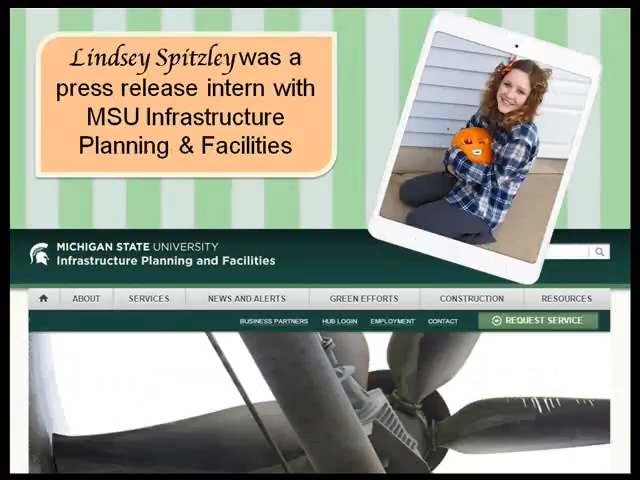 Lindsey Spitzley was a
press release intern with
MSU Infrastructure
Planning & Facilities
MICHIGAN STATE UNIVERSITY
Infrastructure Planning and Facilities
ABOUT SERVICES NEWS AND ALERTS GREEN EFFORTS CONSTRUCTION RESOURCES
BUSINESS PARTNERS HUB LOGIN EMPLOYMENT CONTACT REQUEST SERVICE